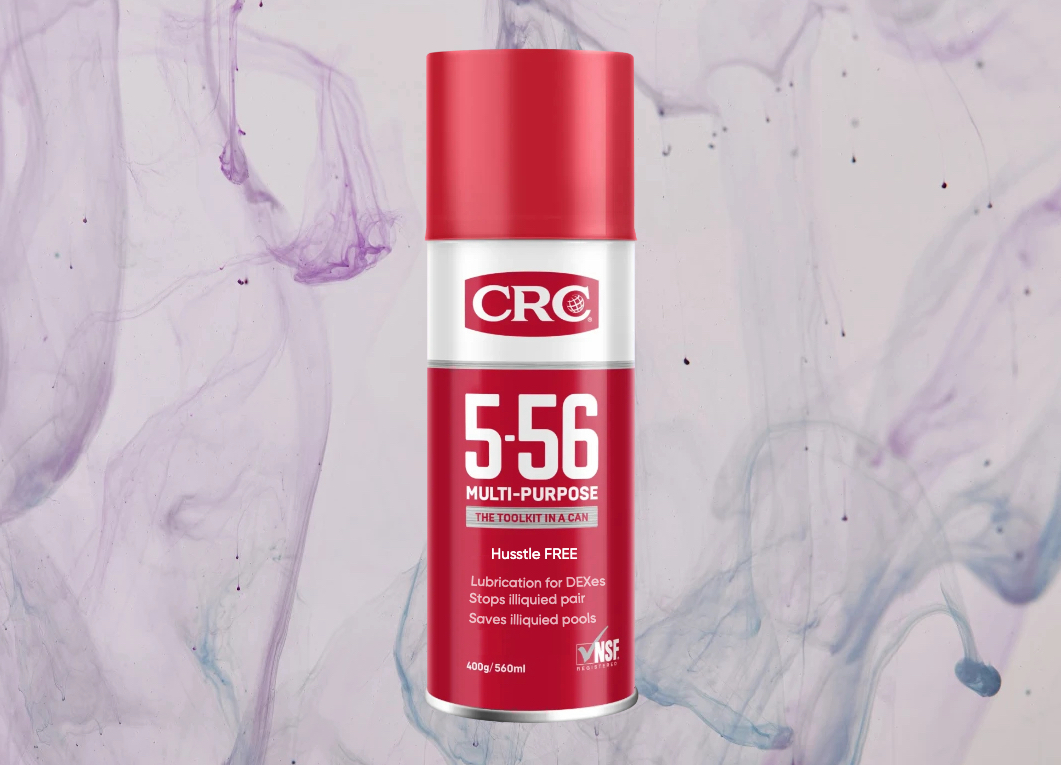 CRC
5-56
MULTI-PURPOSE
THE TOOLKIT IN A CAN
Husstle FREE
Lubrication for DEXes
Stops illiquied pair
Saves illiquied pools
NSF
REGISTERED
400g/560ml